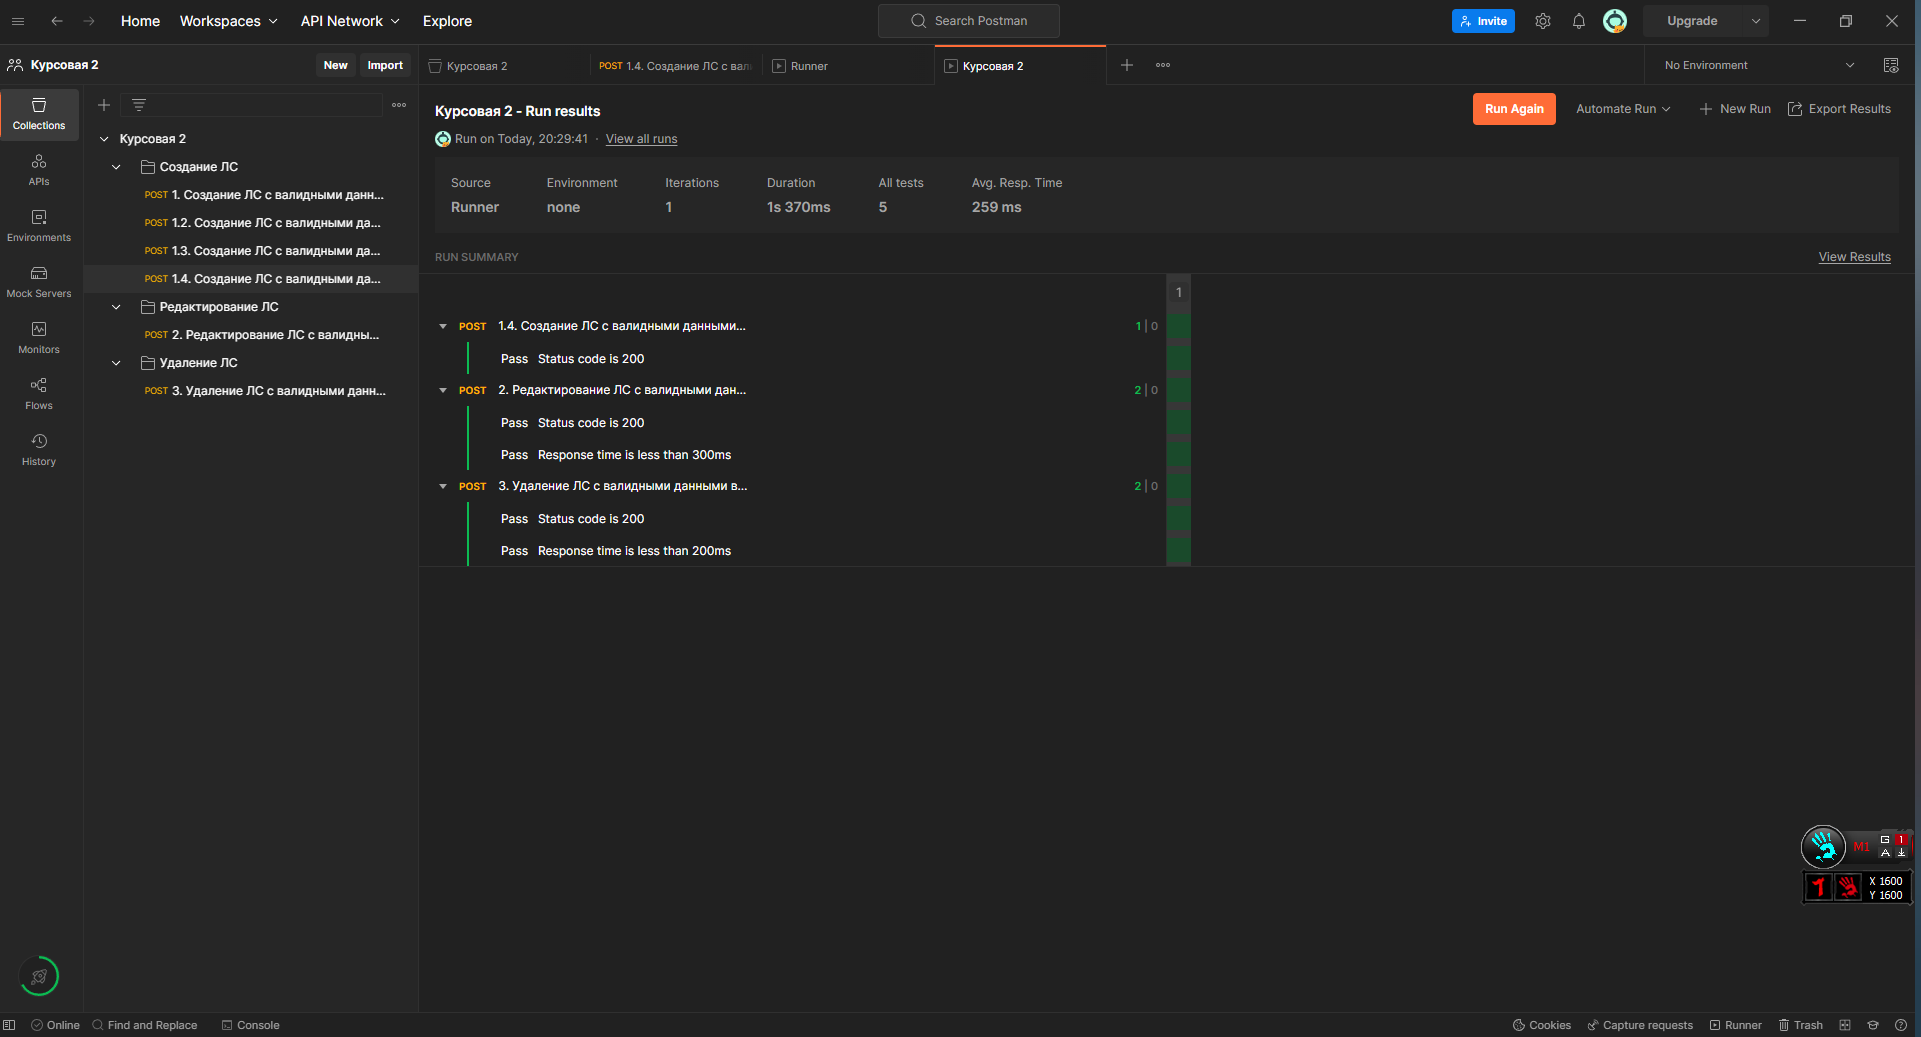 Home Workspaces API Network Explore Search Postman Invite Upgrade
Курсовая 2 New Import Курсовая 2 POST 1.4. Создание ЛС с вал Runner Курсовая 2 No Environment
Collections
APIs
Environments
Mock Servers
Monitors
Flows
History
Курсовая 2
Создание ЛС
POST 1. Создание ЛС с валидными данн...
POST 1.2. Создание ЛС с валидными да...
POST 1.3. Создание ЛС с валидными да...
POST 1.4. Создание ЛС с валидными да...
Редактирование ЛС
POST 2. Редактирование ЛС с валидны...
Удаление ЛС
POST 3. Удаление ЛС с валидными данн...
Курсовая 2 - Run results Run Again Automate Run New Run Export Results
Run on Today, 20:29:41 · View all runs
Source Environment Iterations Duration All tests Avg. Resp. Time
Runner none 1 1s 370ms 5 259 ms
RUN SUMMARY View Results
1
POST 1.4. Создание ЛС с валидными данными... 1 | 0
Pass Status code is 200
POST 2. Редактирование ЛС с валидными дан... 2 | 0
Pass Status code is 200
Pass Response time is less than 300ms
POST 3. Удаление ЛС с валидными данными в... 2 | 0
Pass Status code is 200
Pass Response time is less than 200ms
M1 G 1
A
X 1600
Y 1600
Online Find and Replace Console Cookies Capture requests Runner Trash